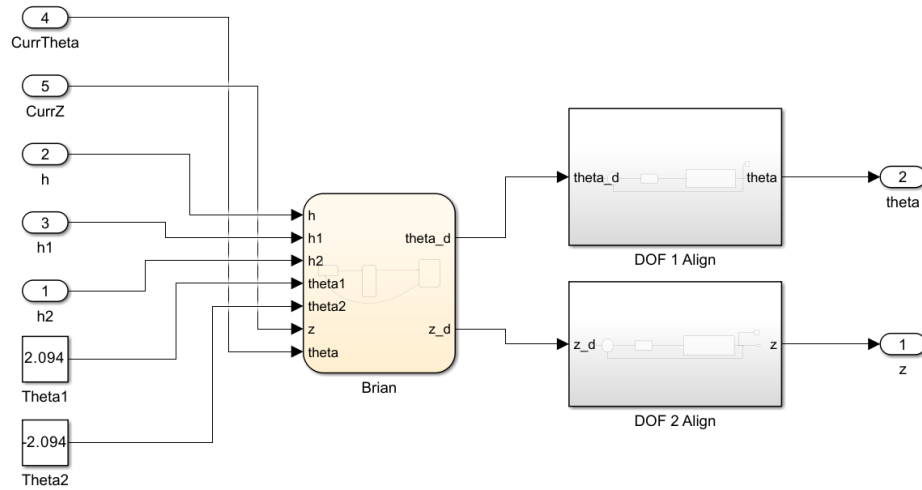 4
CurrTheta
5
CurrZ
2
h
3
h1
1
h2
2.094
Theta1
-2.094
Theta2
h
h1
h2
theta1
theta2
z
theta
theta_d
z_d
Brian
theta_d
theta
DOF 1 Align
z_d
z
DOF 2 Align
2
theta
1
z